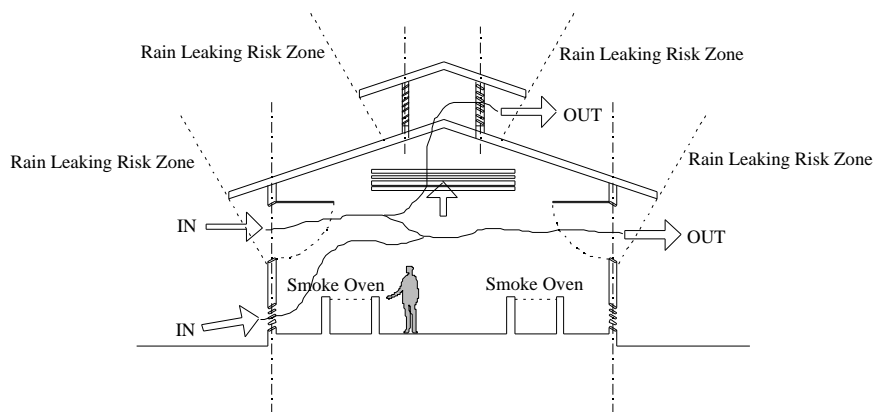 Rain Leaking Risk Zone
Rain Leaking Risk Zone
OUT
Rain Leaking Risk Zone
Rain Leaking Risk Zone
IN
OUT
Smoke Oven
Smoke Oven
IN